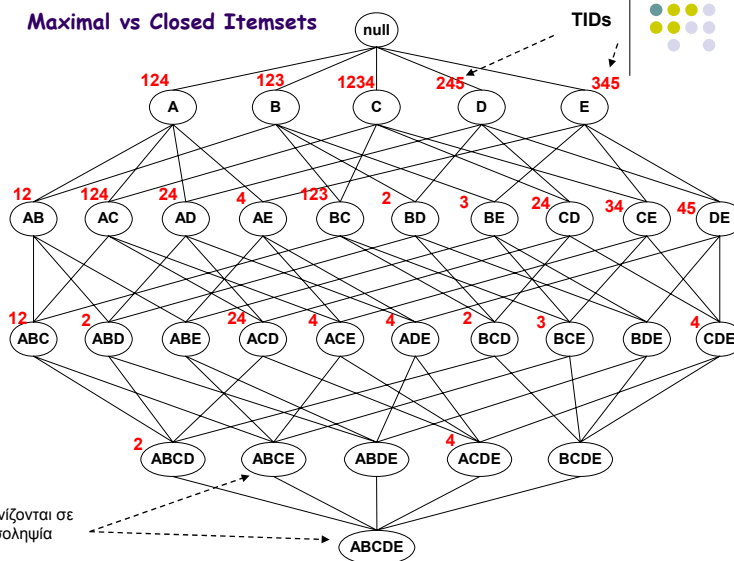 Maximal vs Closed Itemsets
null
TIDs
124 123 1234 245 345
A B C D E
12 124 24 4 123 2 3 24 34 45
AB AC AD AE BC BD BE CD CE DE
12 2 24 4 4 2 3 4
ABC ABD ABE ACD ACE ADE BCD BCE BDE CDE
2 4
ABCD ABCE ABDE ACDE BCDE
νίζονται σε
σοληψία
ABCDE